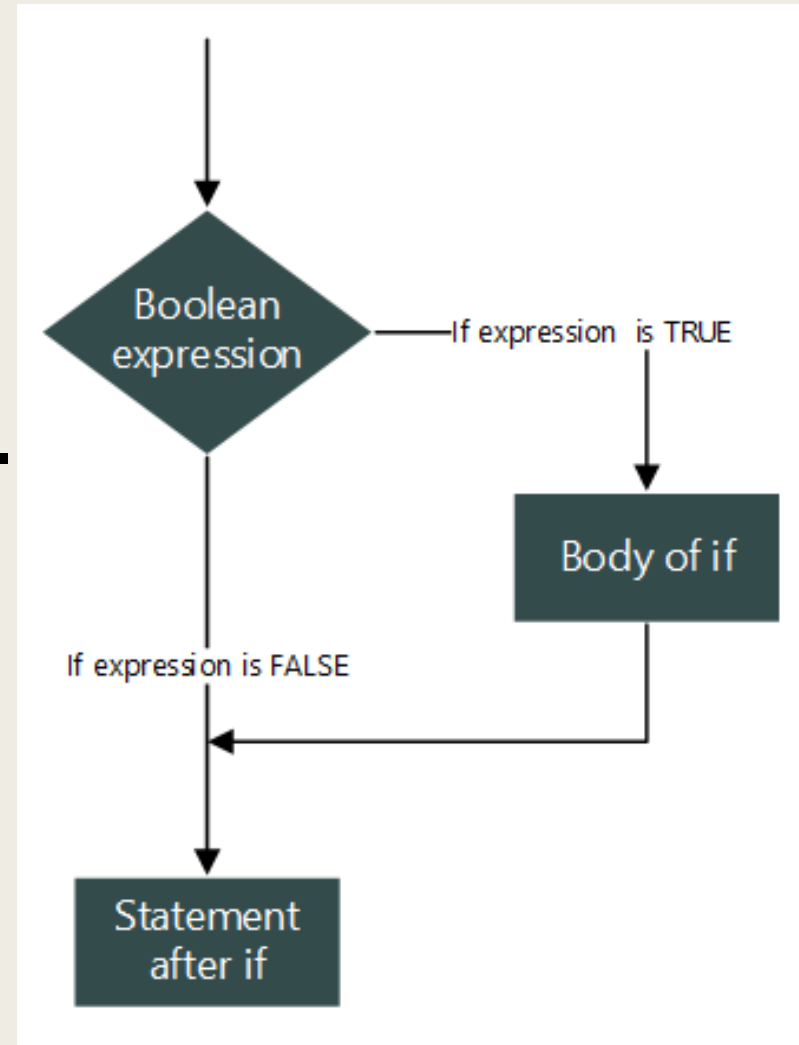 Boolean
expression
If expression is TRUE
Body of if
If expression is FALSE
Statement
after if